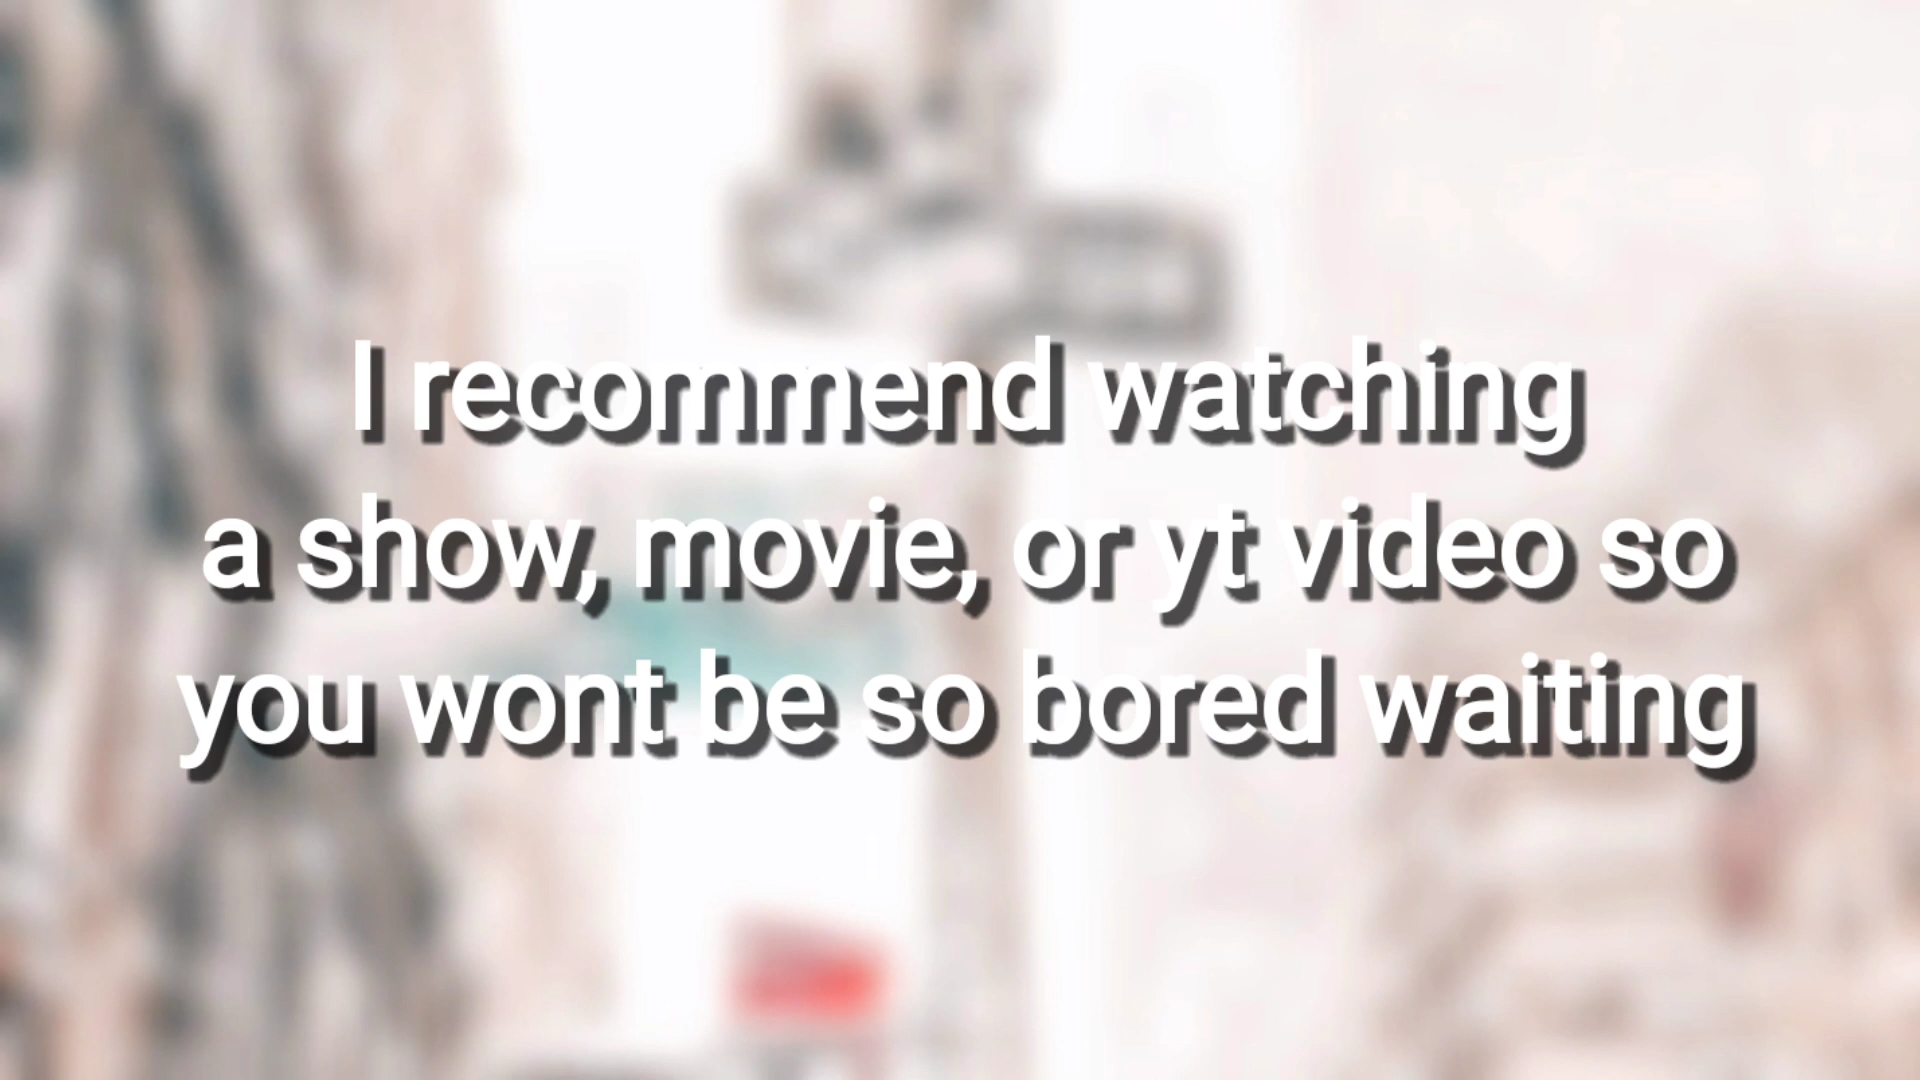 I recommend watching
a show, movie, or yt video so
you wont be so bored waiting